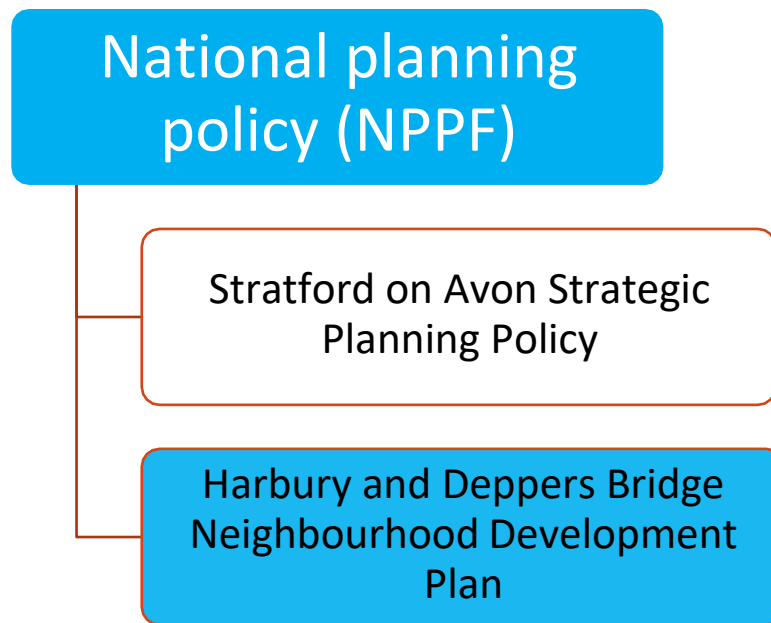 National planning
policy (NPPF)
Stratford on Avon Strategic
Planning Policy
Harbury and Deppers Bridge
Neighbourhood Development
Plan